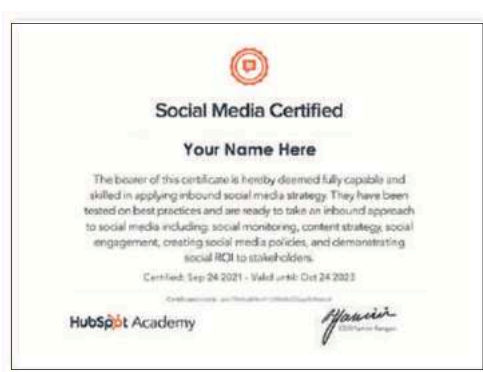 Social Media Certified
Your Name Here
The bearer of this certificate is hereby deemed fully capable and
skilled in applying inbound social media strategy. They have been
tested on best practices and are ready to take an inbound approach
to social media including: social monitoring, content strategy, social
engagement, creating social media policies, and demonstrating
social ROI to stakeholders.
Certified: Sep 24 2021 - Valid until: Oct 24 2023
HubSpot Academy